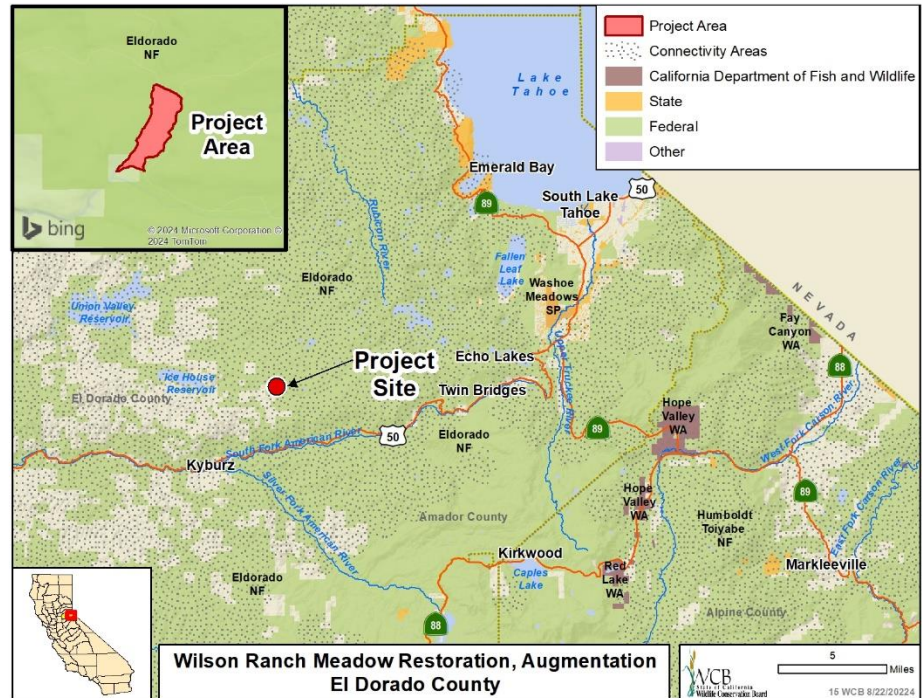 Eldorado
NF
Project
Area
bing
© 2024 Microsoft Corporation ©
2024 TomTom
Project Area
Connectivity Areas
California Department of Fish and Wildlife
State
Federal
Other
Lake
Tahoe
Emerald Bay
89
South Lake
Tahoe
50
Rubicon River
Fallen
Leaf
Lake
Eldorado
NF
Washoe
Meadows
SP
NEVADA
Union Valley
Reservoir
Fay
Canyon
WA
Echo Lakes
Upper Truckee River
88
Project
Site
Ice House
Reservoir
El Dorado County
Twin Bridges
Hope
Valley
WA
89
West Fork Carson River
South Fork American River
50
Eldorado
NF
Kyburz
Silver Fork American River
Hope
Valley
WA
89
East Fork Carson River
Amador County
Humboldt
Toiyabe
NF
Kirkwood
Markleeville
Eldorado
NF
Caples
Lake
Red
Lake
WA
Alpine County
88
Wilson Ranch Meadow Restoration, Augmentation
El Dorado County
WCB
State of California
Wildlife Conservation Board
5
Miles
15 WCB 8/22/2024